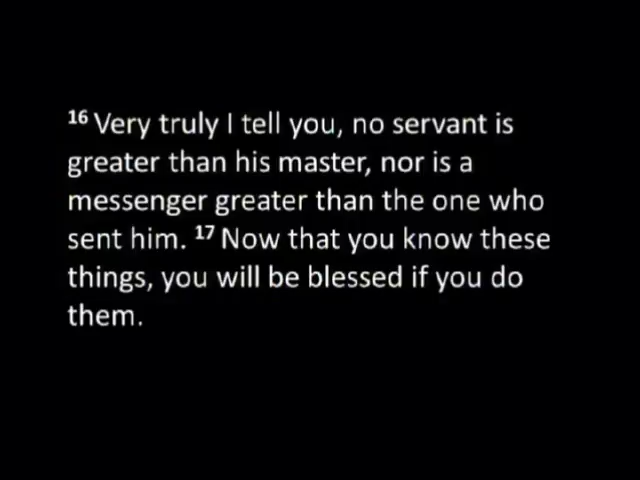 16 Very truly I tell you, no servant is
greater than his master, nor is a
messenger greater than the one who
sent him. 17 Now that you know these
things, you will be blessed if you do
them.